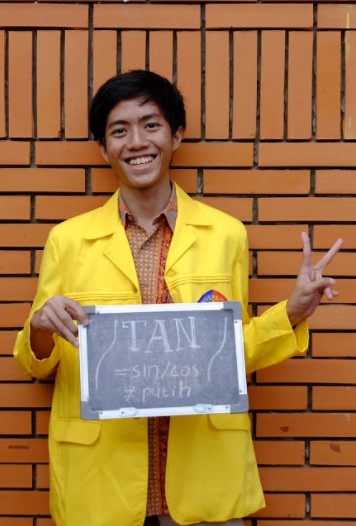 TAN
= sin/cos
≠ putih